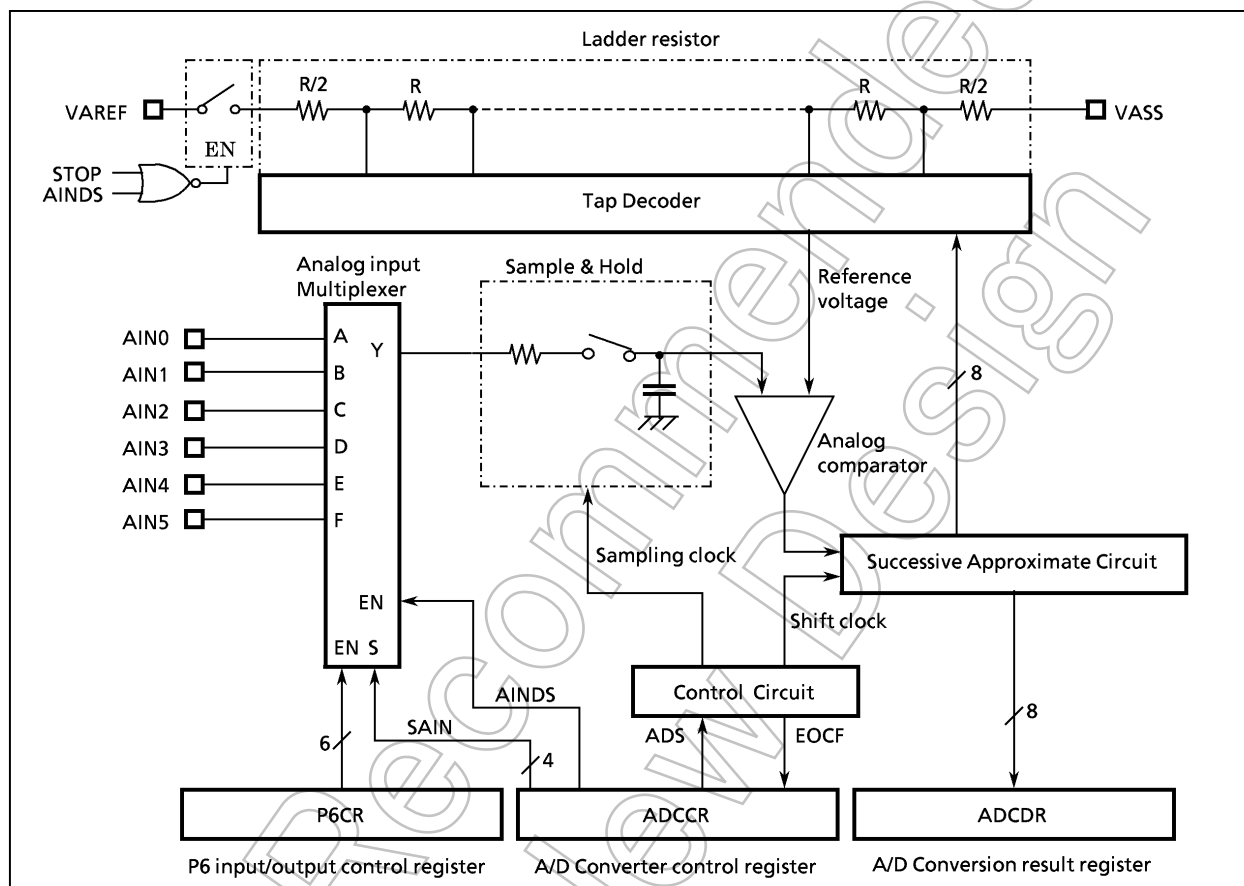 Ladder resistor
R/2 R R R/2
VAREF VASS
EN
STOP
AINDS
Tap Decoder
Analog input
Multiplexer
Sample & Hold
Reference
voltage
AIN0 A
Y
AIN1 B
8
AIN2 C
AIN3 D
Analog
comparator
AIN4 E
AIN5 F
Sampling clock
Successive Approximate Circuit
EN
Shift clock
EN S
Control Circuit
AINDS
SAIN
ADS EOCF
8
6
4
P6CR ADCCR ADCDR
P6 input/output control register A/D Converter control register A/D Conversion result register
Recommended
New Design